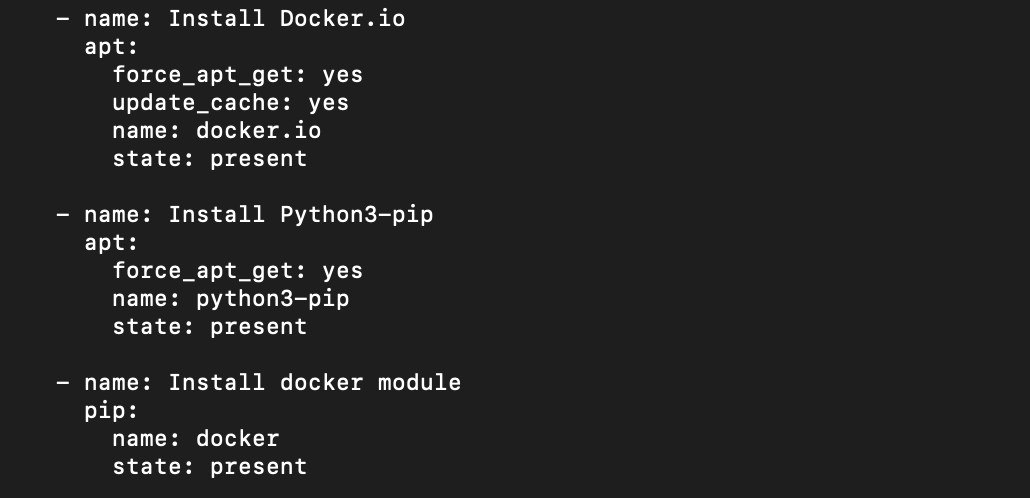 - name: Install Docker.io
apt:
force_apt_get: yes
update_cache: yes
name: docker.io
state: present
- name: Install Python3-pip
apt:
force_apt_get: yes
name: python3-pip
state: present
- name: Install docker module
pip:
name: docker
state: present